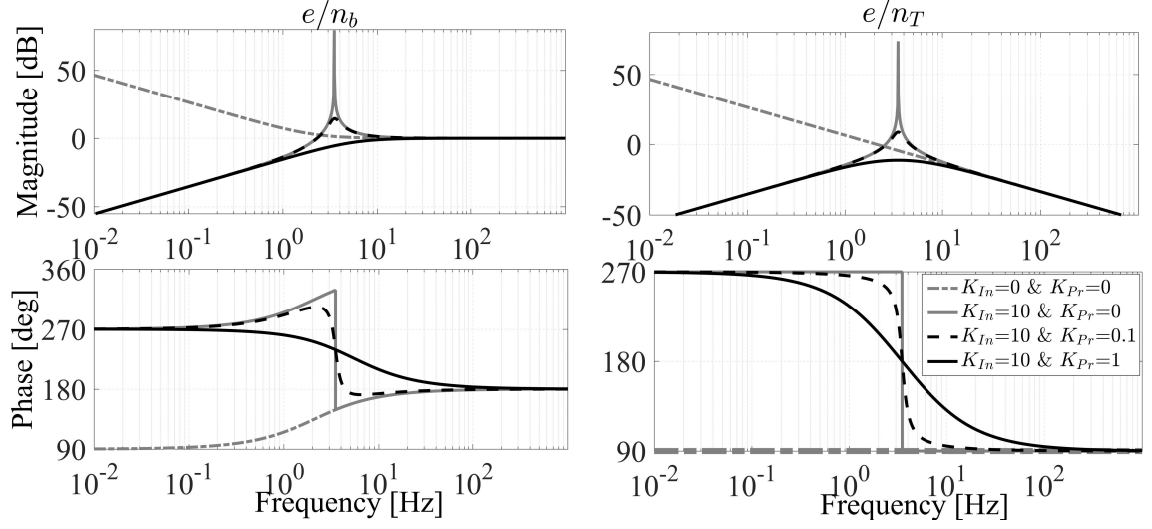 e/n_b
e/n_T
Magnitude [dB]
50
0
-50
10^-2 10^-1 10^0 10^1 10^2
50
0
-50
10^-2 10^-1 10^0 10^1 10^2
Phase [deg]
360
270
180
90
10^-2 10^-1 10^0 10^1 10^2
Frequency [Hz]
270
180
90
10^-2 10^-1 10^0 10^1 10^2
Frequency [Hz]
K_In=0 & K_Pr=0
K_In=10 & K_Pr=0
K_In=10 & K_Pr=0.1
K_In=10 & K_Pr=1